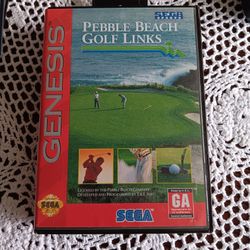 SEGA
PEBBLE BEACH
GOLF LINKS
GENESIS
GA
LICENSED BY THE PEBBLE BEACH COMPANY
DEVELOPED AND PROGRAMMED BY T&E SOFT
SEGA
SEGA